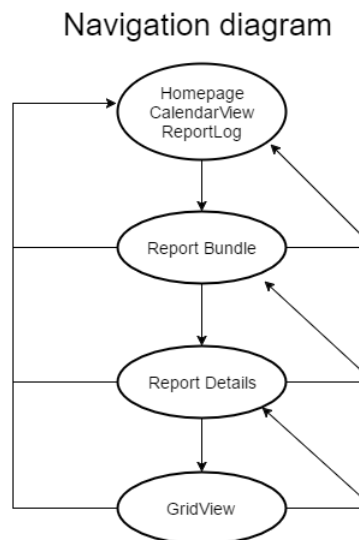 Navigation diagram
Homepage
CalendarView
ReportLog
Report Bundle
Report Details
GridView